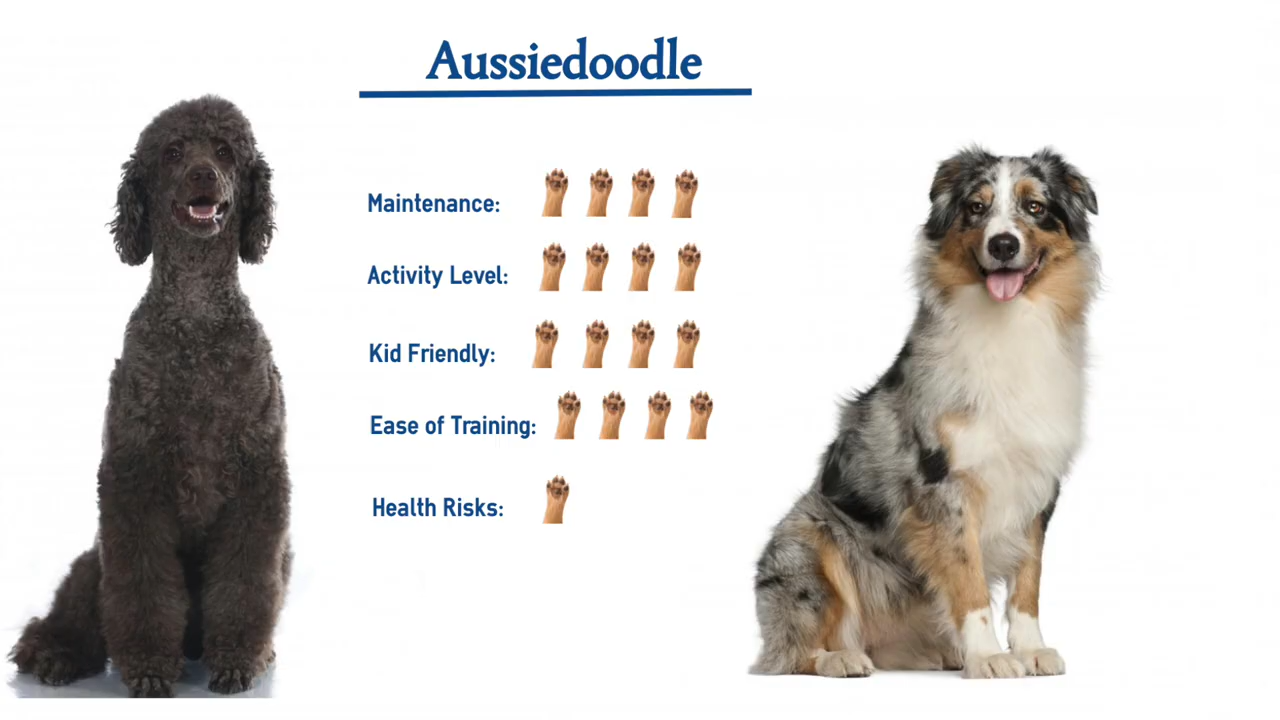 Aussiedoodle
Maintenance:
Activity Level:
Kid Friendly:
Ease of Training:
Health Risks: